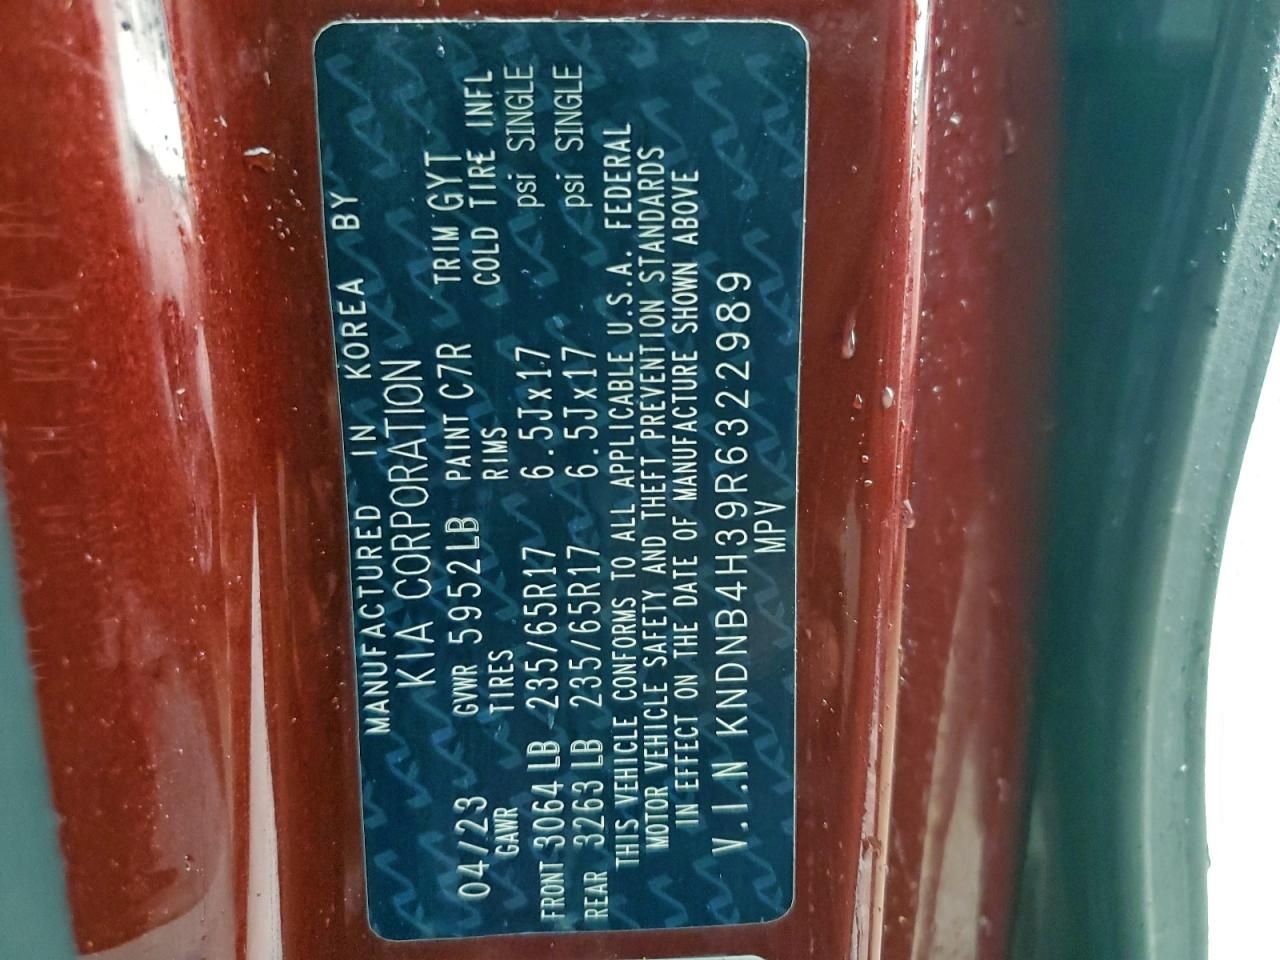 MANUFACTURED IN KOREA BY
KIA CORPORATION
04/23 GVWR 5952LB PAINT C7R TRIM GYT
GAWR TIRES RIMS COLD TIRE INFL
FRONT 3064 LB 235/65R17 6.5Jx17 psi SINGLE
REAR 3263 LB 235/65R17 6.5Jx17 psi SINGLE
THIS VEHICLE CONFORMS TO ALL APPLICABLE U.S.A. FEDERAL
MOTOR VEHICLE SAFETY AND THEFT PREVENTION STANDARDS
IN EFFECT ON THE DATE OF MANUFACTURE SHOWN ABOVE
V.I.N KNDNB4H39R6322989
MPV